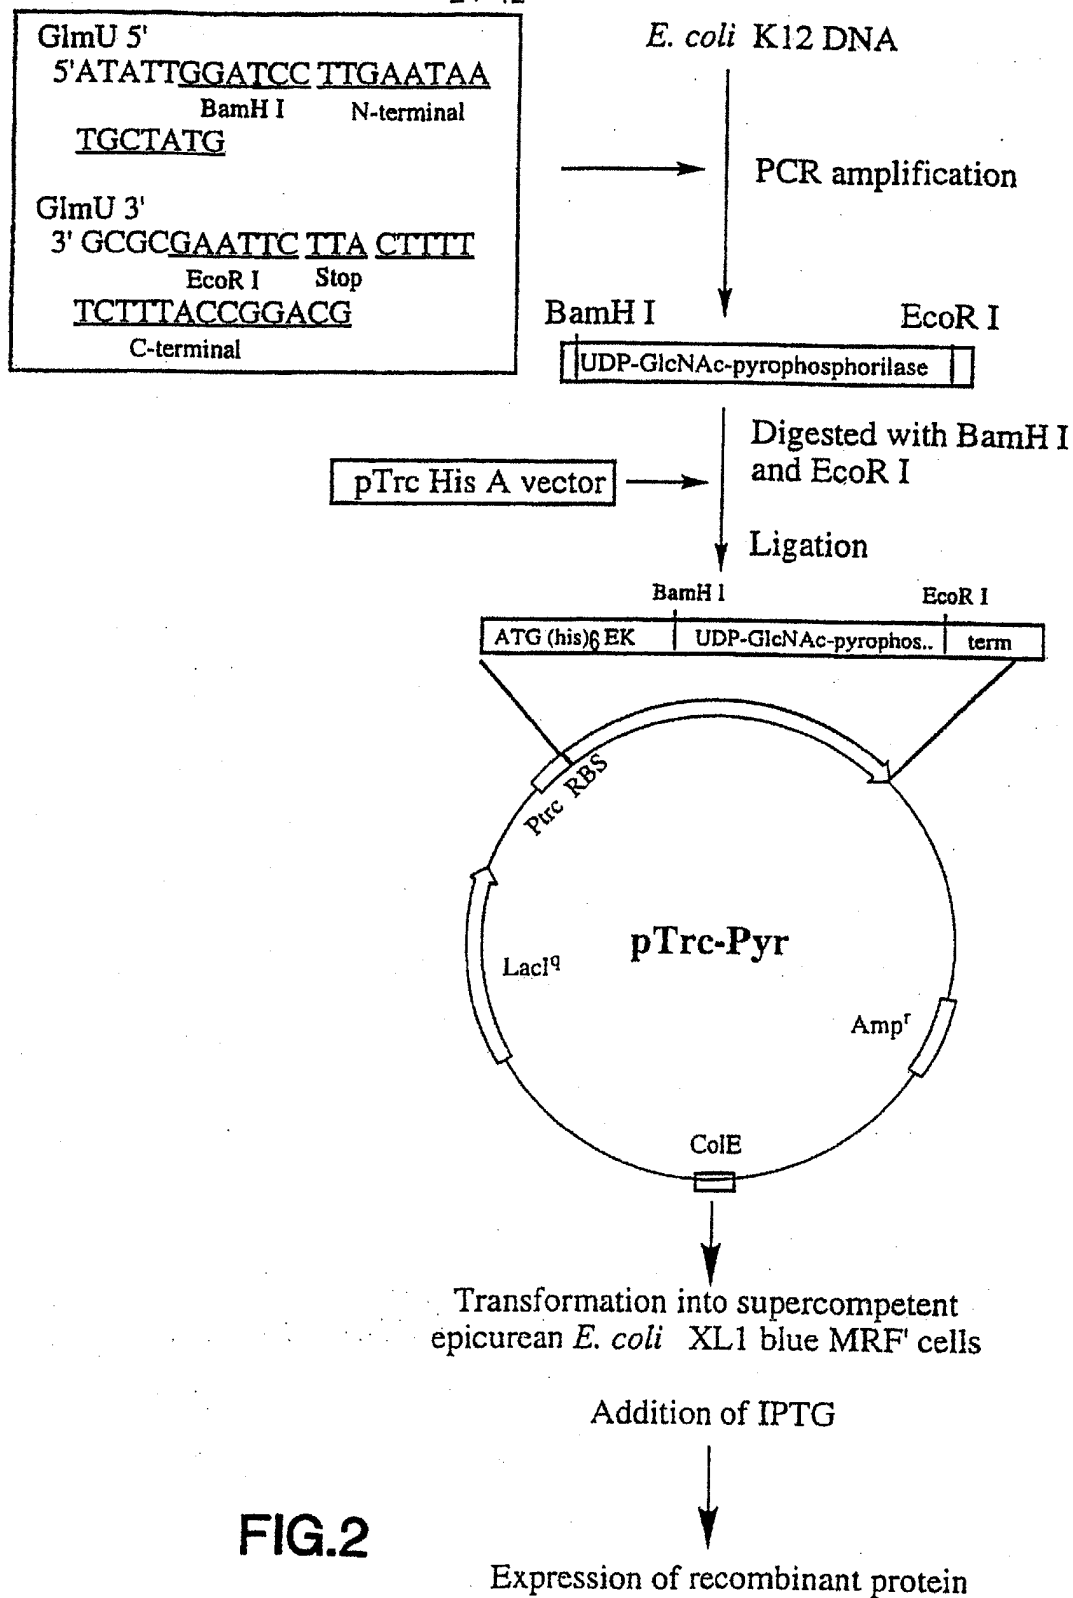 GlmU 5'
5'ATATTGGATCC TTGAATAA
BamH I N-terminal
TGCTATG
GlmU 3'
3' GCGCGAATTC TTA CTTTT
EcoR I Stop
TCTTTACCGGACG
C-terminal
E. coli K12 DNA
PCR amplification
BamH I EcoR I
UDP-GlcNAc-pyrophosphorilase
Digested with BamH I
and EcoR I
pTrc His A vector
Ligation
BamH I EcoR I
ATG (his)6 EK UDP-GlcNAc-pyrophos.. term
Ptrc RBS
LacIq
pTrc-Pyr
Ampr
ColE
Transformation into supercompetent
epicurean E. coli XL1 blue MRF' cells
Addition of IPTG
FIG.2
Expression of recombinant protein